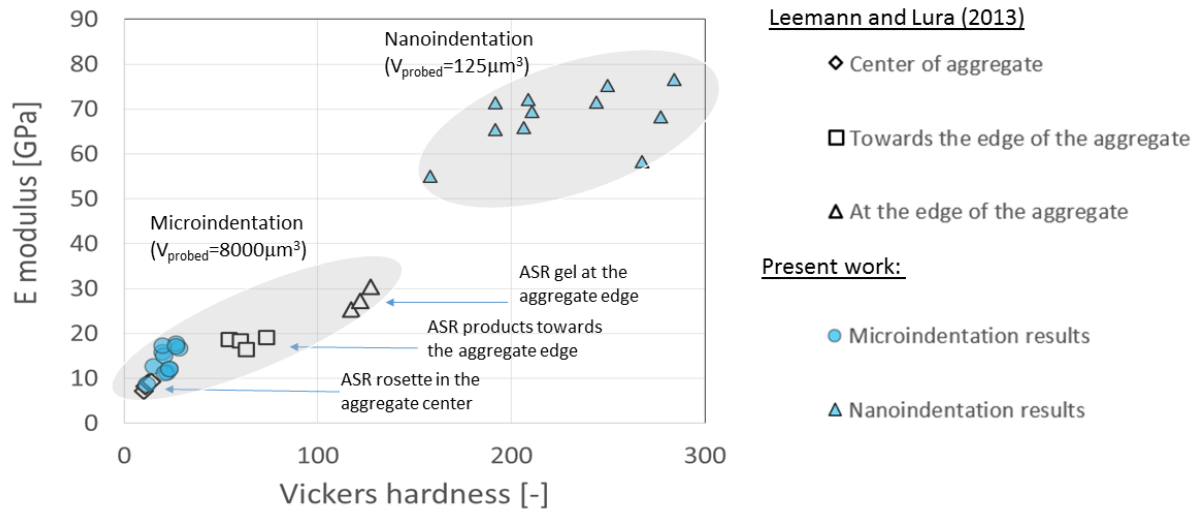 90
80
70
60
50
40
30
20
10
0
E modulus [GPa]
0
100
200
300
Vickers hardness [-]
Nanoindentation
(Vprobed=125μm³)
Microindentation
(Vprobed=8000μm³)
ASR gel at the
aggregate edge
ASR products towards
the aggregate edge
ASR rosette in the
aggregate center
Leemann and Lura (2013)
Center of aggregate
Towards the edge of the aggregate
At the edge of the aggregate
Present work:
Microindentation results
Nanoindentation results